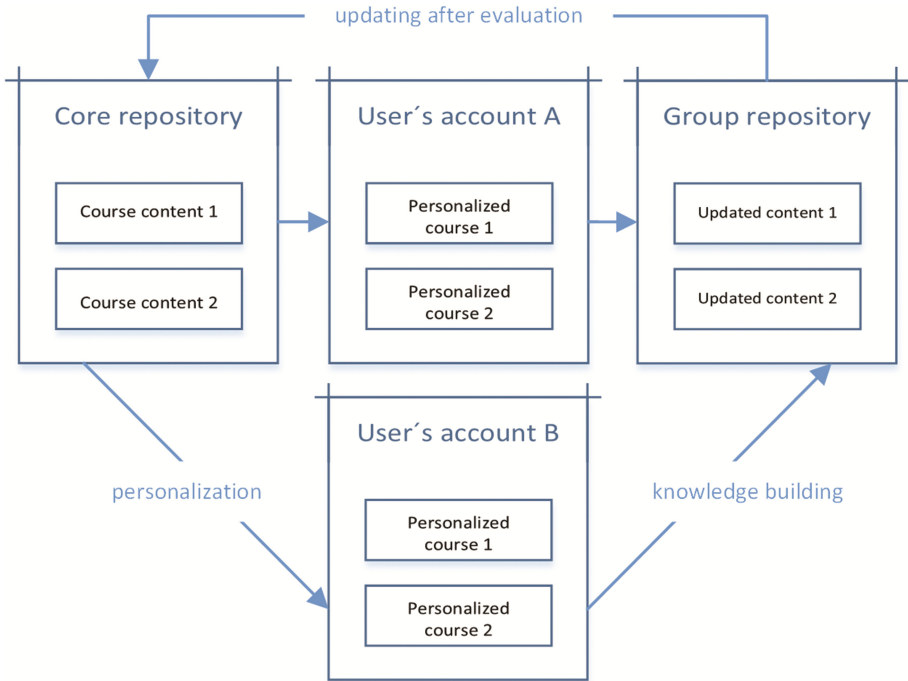 updating after evaluation
Core repository
Course content 1
Course content 2
User´s account A
Personalized
course 1
Personalized
course 2
Group repository
Updated content 1
Updated content 2
personalization
User´s account B
Personalized
course 1
Personalized
course 2
knowledge building